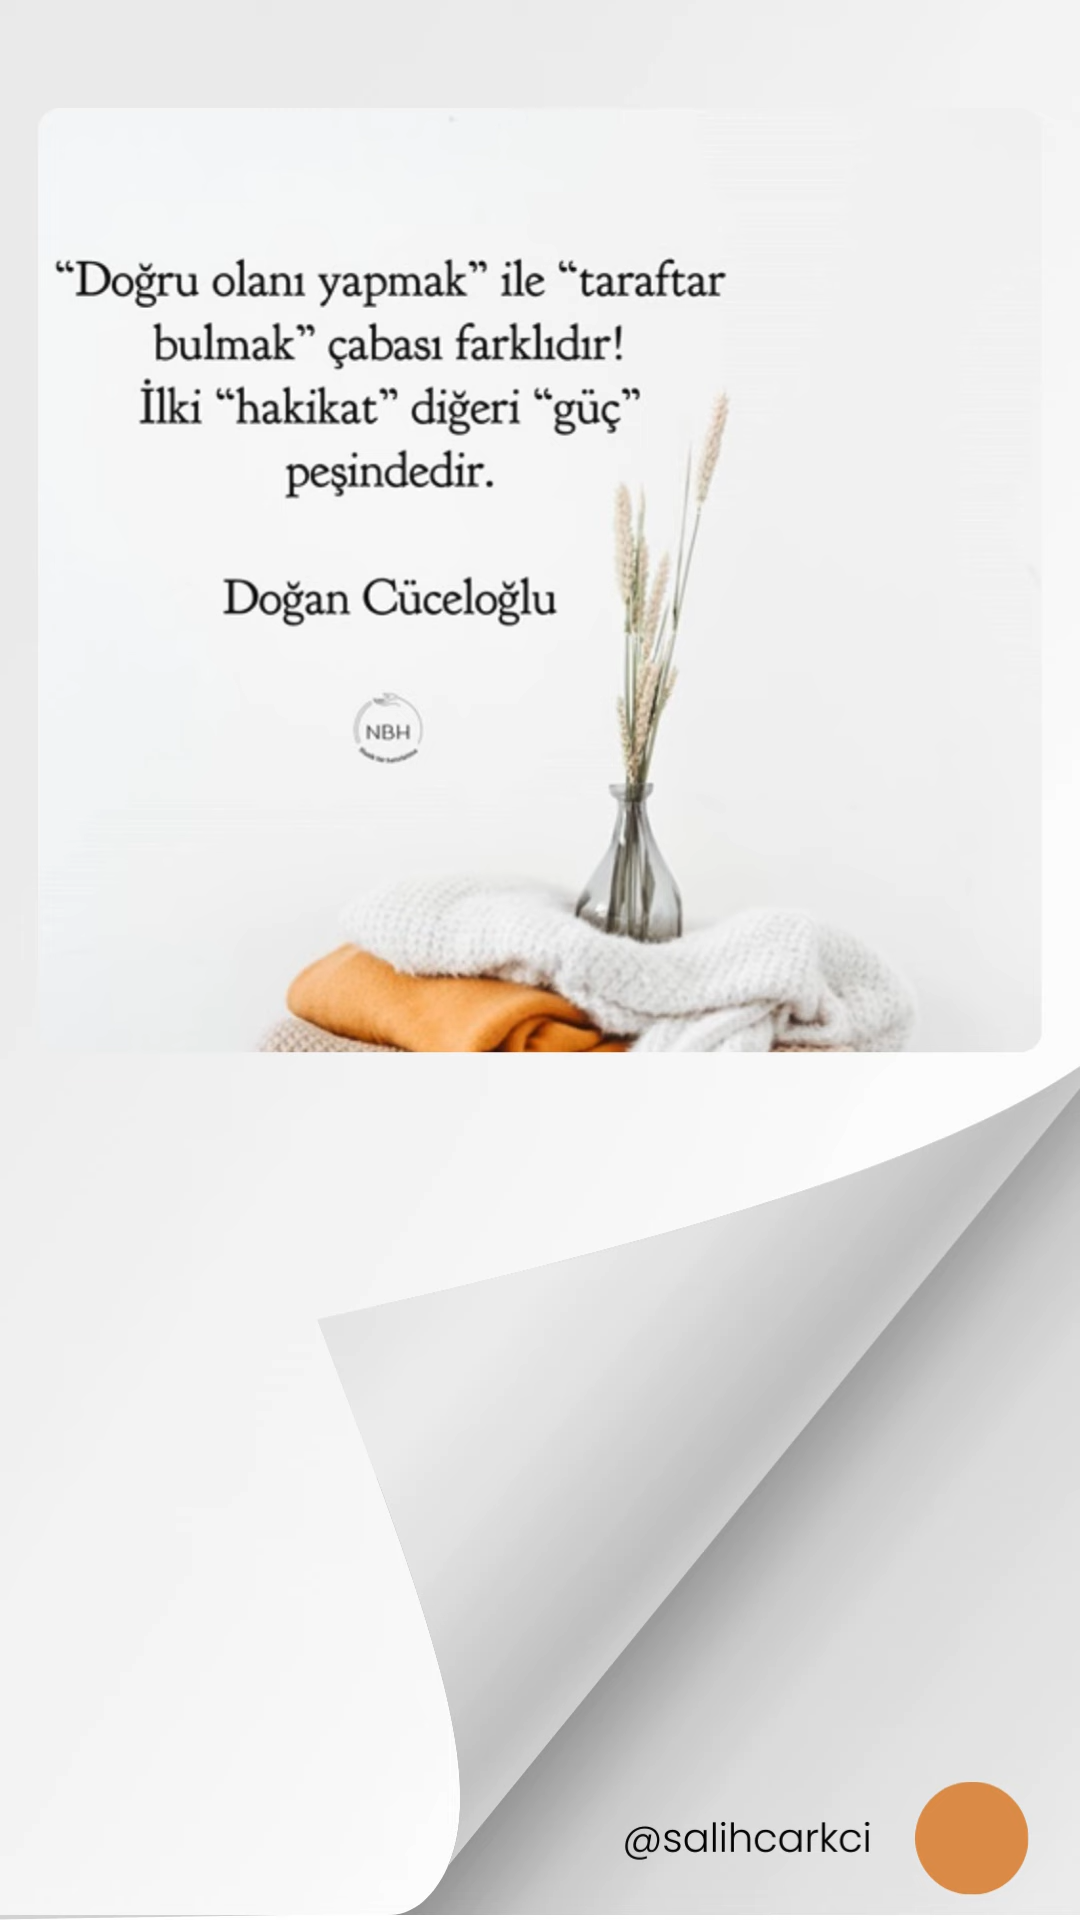 “Doğru olanı yapmak” ile “taraftar
bulmak” çabası farklıdır!
İlki “hakikat” diğeri “güç”
peşindedir.
Doğan Cüceloğlu
NBH
@salihcarkci